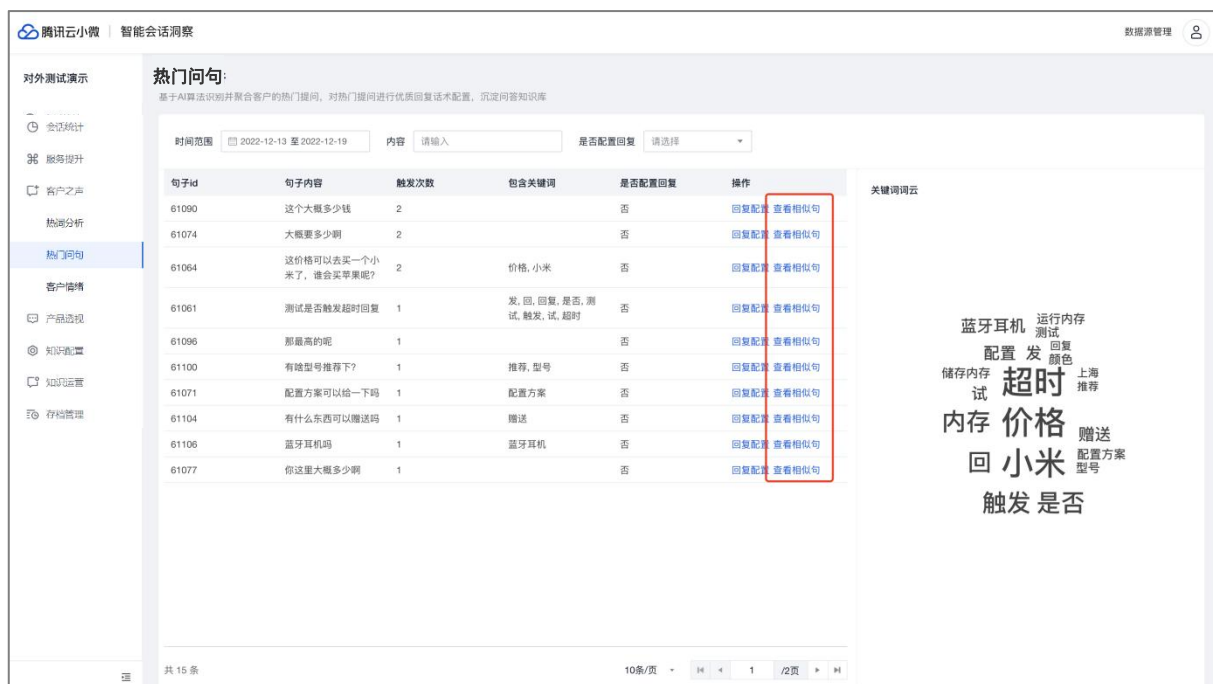 腾讯云小微 智能会话洞察 数据源管理
对外测试演示
会话统计
服务提升
客户之声
热词分析
热门问句
客户情绪
产品透视
知识配置
知识运营
存档管理
热门问句
基于AI算法识别并聚合客户的热门提问，对热门提问进行优质回复话术配置，沉淀问答知识库
时间范围 2022-12-13 至 2022-12-19 内容 请输入 是否配置回复 请选择
句子id 句子内容 触发次数 包含关键词 是否配置回复 操作
61090 这个大概多少钱 2 否 回复配置 查看相似句
61074 大概要多少啊 2 否 回复配置 查看相似句
61064 这价格可以去买一个小 2 价格, 小米 否 回复配置 查看相似句
米了，谁会买苹果呢?
61061 测试是否触发超时回复 1 发, 回, 回复, 是否, 测 否 回复配置 查看相似句
试, 触发, 试, 超时
61096 那最高的呢 1 否 回复配置 查看相似句
61100 有啥型号推荐下? 1 推荐, 型号 否 回复配置 查看相似句
61071 配置方案可以给一下吗 1 配置方案 否 回复配置 查看相似句
61104 有什么东西可以赠送吗 1 赠送 否 回复配置 查看相似句
61106 蓝牙耳机吗 1 蓝牙耳机 否 回复配置 查看相似句
61077 你这里大概多少啊 1 否 回复配置 查看相似句
共 15 条 10条/页 1 /2页
关键词词云
蓝牙耳机 运行内存
测试
配置 发 回复
颜色
储存内存 超时 上海
试 推荐
内存 价格 赠送
回 小米 配置方案
型号
触发 是否